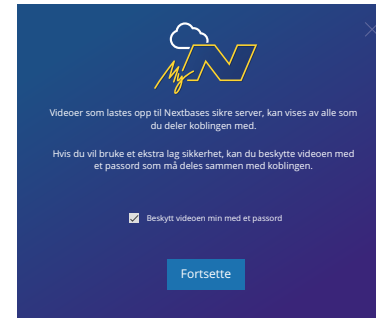 My N
Videoer som lastes opp til Nextbases sikre server, kan vises av alle som
du deler koblingen med.
Hvis du vil bruke et ekstra lag sikkerhet, kan du beskytte videoen med
et passord som må deles sammen med koblingen.
Beskytt videoen min med et passord
Fortsette